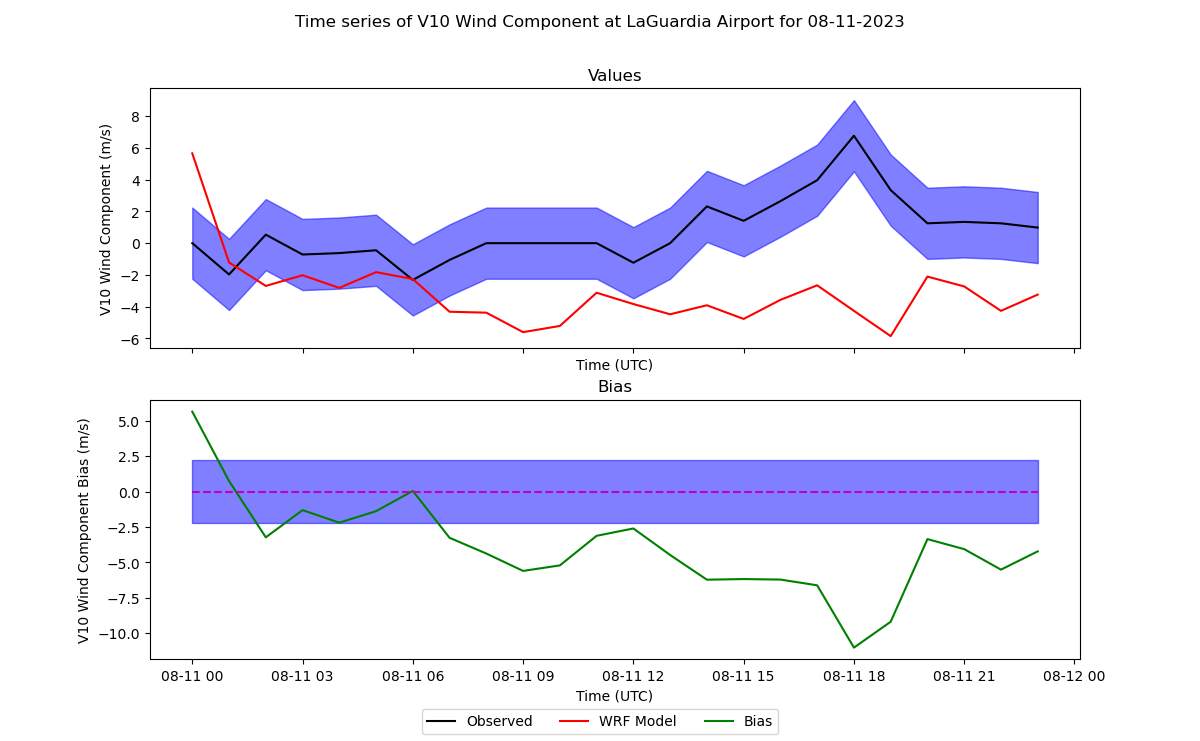 Time series of V10 Wind Component at LaGuardia Airport for 08-11-2023
Values
V10 Wind Component (m/s)
8
6
4
2
0
−2
−4
−6
Time (UTC)
Bias
V10 Wind Component Bias (m/s)
5.0
2.5
0.0
−2.5
−5.0
−7.5
−10.0
08-11 00 08-11 03 08-11 06 08-11 09 08-11 12 08-11 15 08-11 18 08-11 21 08-12 00
Time (UTC)
Observed WRF Model Bias